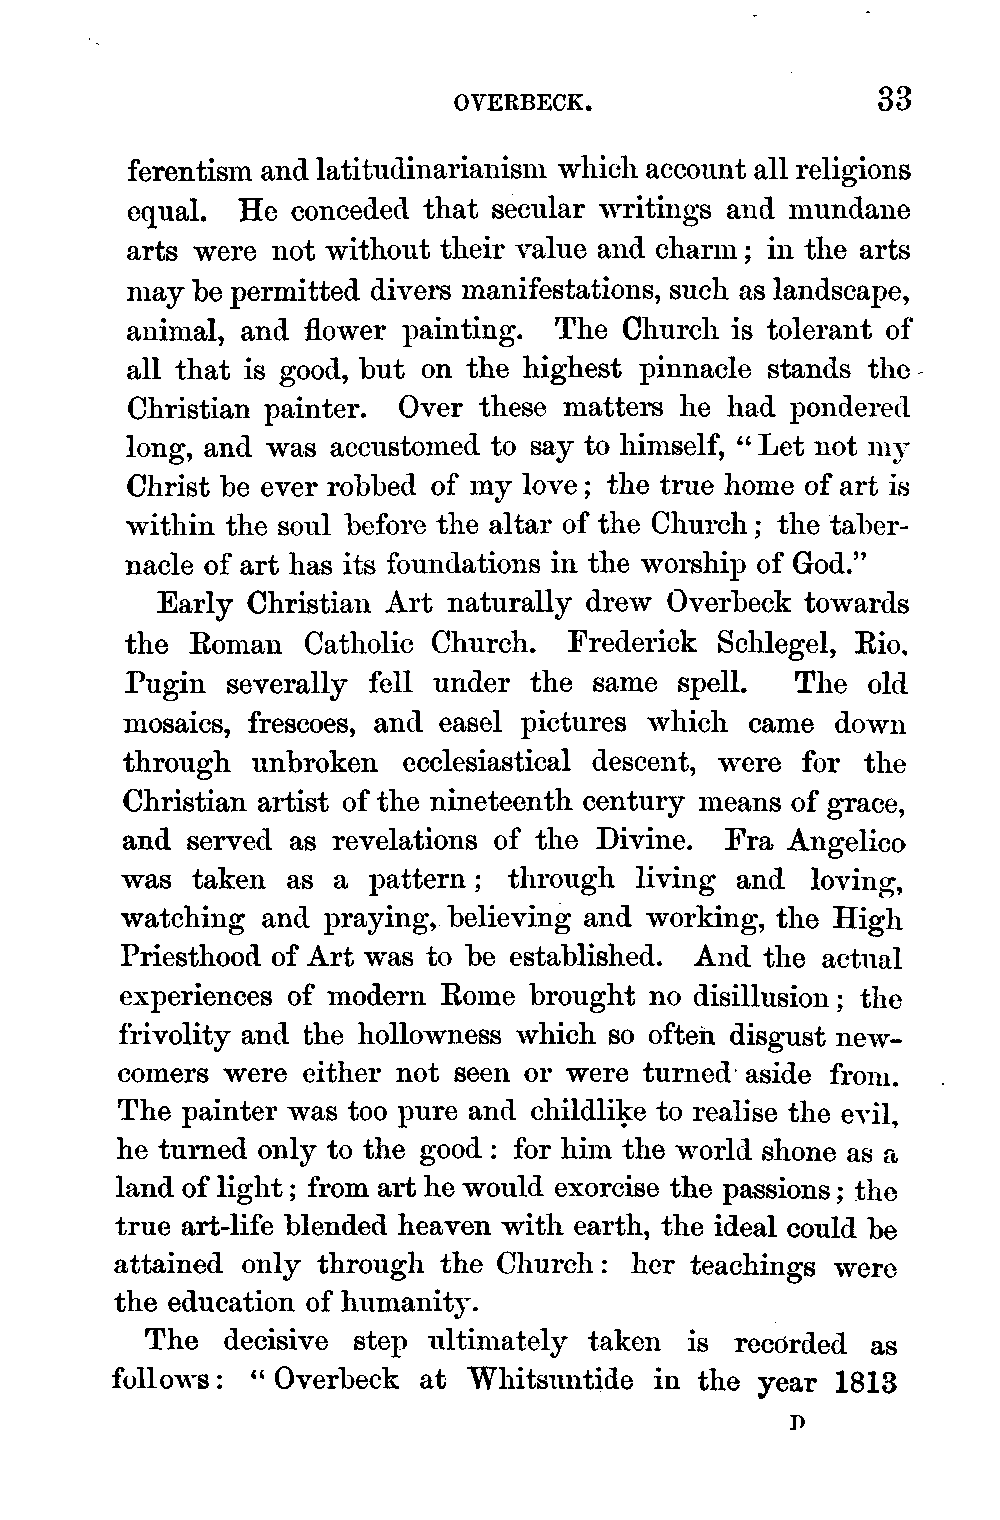 OVERBECK. 33
ferentism and latitudinarianism which account all religions
equal. He conceded that secular writings and mundane
arts were not without their value and charm; in the arts
may be permitted divers manifestations, such as landscape,
animal, and flower painting. The Church is tolerant of
all that is good, but on the highest pinnacle stands the
Christian painter. Over these matters he had pondered
long, and was accustomed to say to himself, “Let not my
Christ be ever robbed of my love; the true home of art is
within the soul before the altar of the Church; the taber-
nacle of art has its foundations in the worship of God.”
Early Christian Art naturally drew Overbeck towards
the Roman Catholic Church. Frederick Schlegel, Rio,
Pugin severally fell under the same spell. The old
mosaics, frescoes, and easel pictures which came down
through unbroken ecclesiastical descent, were for the
Christian artist of the nineteenth century means of grace,
and served as revelations of the Divine. Fra Angelico
was taken as a pattern; through living and loving,
watching and praying, believing and working, the High
Priesthood of Art was to be established. And the actual
experiences of modern Rome brought no disillusion; the
frivolity and the hollowness which so often disgust new-
comers were either not seen or were turned aside from.
The painter was too pure and childlike to realise the evil,
he turned only to the good: for him the world shone as a
land of light; from art he would exorcise the passions; the
true art-life blended heaven with earth, the ideal could be
attained only through the Church: her teachings were
the education of humanity.
The decisive step ultimately taken is recorded as
follows: “Overbeck at Whitsuntide in the year 1813
D